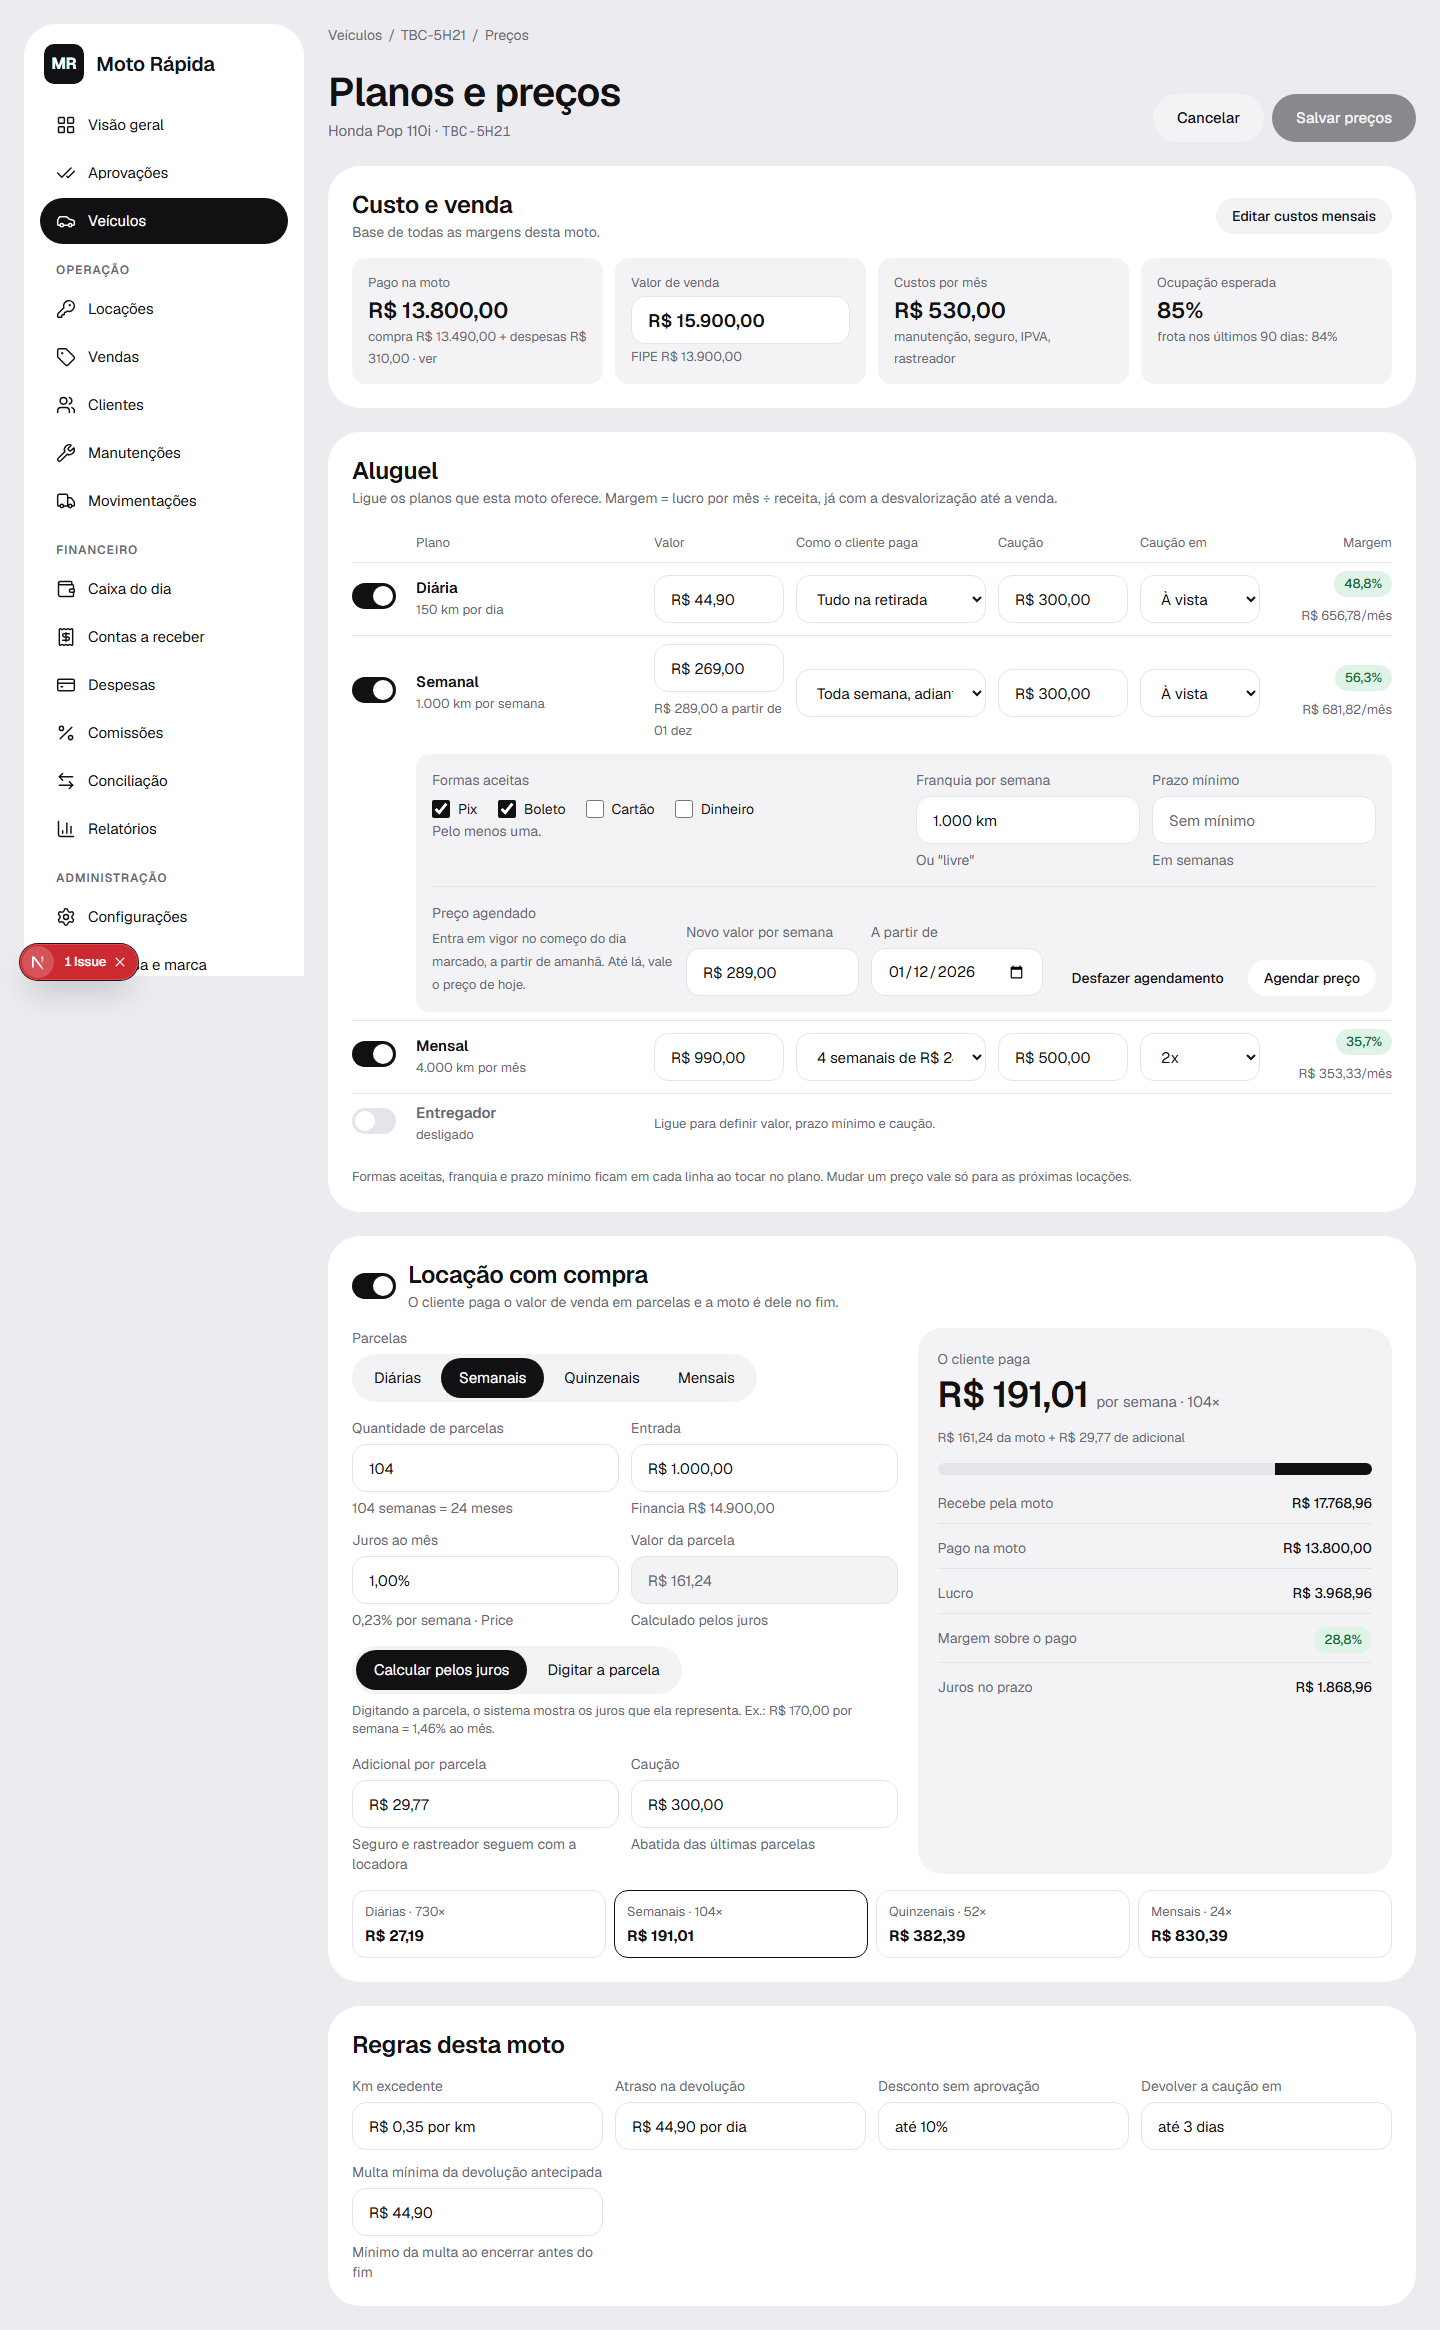 MR Moto Rápida
Visão geral
Aprovações
Veículos
OPERAÇÃO
Locações
Vendas
Clientes
Manutenções
Movimentações
FINANCEIRO
Caixa do dia
Contas a receber
Despesas
Comissões
Conciliação
Relatórios
ADMINISTRAÇÃO
Configurações
1 Issue
e marca
Veículos / TBC-5H21 / Preços
Planos e preços
Honda Pop 110i · TBC-5H21
Cancelar
Salvar preços
Custo e venda
Base de todas as margens desta moto.
Editar custos mensais
Pago na moto
R$ 13.800,00
compra R$ 13.490,00 + despesas R$
310,00 · ver
Valor de venda
R$ 15.900,00
FIPE R$ 13.900,00
Custos por mês
R$ 530,00
manutenção, seguro, IPVA,
rastreador
Ocupação esperada
85%
frota nos últimos 90 dias: 84%
Aluguel
Ligue os planos que esta moto oferece. Margem = lucro por mês ÷ receita, já com a desvalorização até a venda.
Plano Valor Como o cliente paga Caução Caução em Margem
Diária
150 km por dia
R$ 44,90
Tudo na retirada
R$ 300,00
À vista
48,8%
R$ 656,78/mês
Semanal
1.000 km por semana
R$ 269,00
R$ 289,00 a partir de
01 dez
Toda semana, adian
R$ 300,00
À vista
56,3%
R$ 681,82/mês
Formas aceitas
Pix Boleto Cartão Dinheiro
Pelo menos uma.
Franquia por semana
1.000 km
Ou "livre"
Prazo mínimo
Sem mínimo
Em semanas
Preço agendado
Entra em vigor no começo do dia
marcado, a partir de amanhã. Até lá, vale
o preço de hoje.
Novo valor por semana
R$ 289,00
A partir de
01/12/2026
Desfazer agendamento
Agendar preço
Mensal
4.000 km por mês
R$ 990,00
4 semanais de R$ 2
R$ 500,00
2x
35,7%
R$ 353,33/mês
Entregador
desligado
Ligue para definir valor, prazo mínimo e caução.
Formas aceitas, franquia e prazo mínimo ficam em cada linha ao tocar no plano. Mudar um preço vale só para as próximas locações.
Locação com compra
O cliente paga o valor de venda em parcelas e a moto é dele no fim.
Parcelas
Diárias Semanais Quinzenais Mensais
Quantidade de parcelas
104
104 semanas = 24 meses
Entrada
R$ 1.000,00
Financia R$ 14.900,00
Juros ao mês
1,00%
0,23% por semana · Price
Valor da parcela
R$ 161,24
Calculado pelos juros
Calcular pelos juros
Digitar a parcela
Digitando a parcela, o sistema mostra os juros que ela representa. Ex.: R$ 170,00 por
semana = 1,46% ao mês.
Adicional por parcela
R$ 29,77
Seguro e rastreador seguem com a
locadora
Caução
R$ 300,00
Abatida das últimas parcelas
O cliente paga
R$ 191,01 por semana · 104×
R$ 161,24 da moto + R$ 29,77 de adicional
Recebe pela moto R$ 17.768,96
Pago na moto R$ 13.800,00
Lucro R$ 3.968,96
Margem sobre o pago 28,8%
Juros no prazo R$ 1.868,96
Diárias · 730×
R$ 27,19
Semanais · 104×
R$ 191,01
Quinzenais · 52×
R$ 382,39
Mensais · 24×
R$ 830,39
Regras desta moto
Km excedente
R$ 0,35 por km
Atraso na devolução
R$ 44,90 por dia
Desconto sem aprovação
até 10%
Devolver a caução em
até 3 dias
Multa mínima da devolução antecipada
R$ 44,90
Mínimo da multa ao encerrar antes do
fim